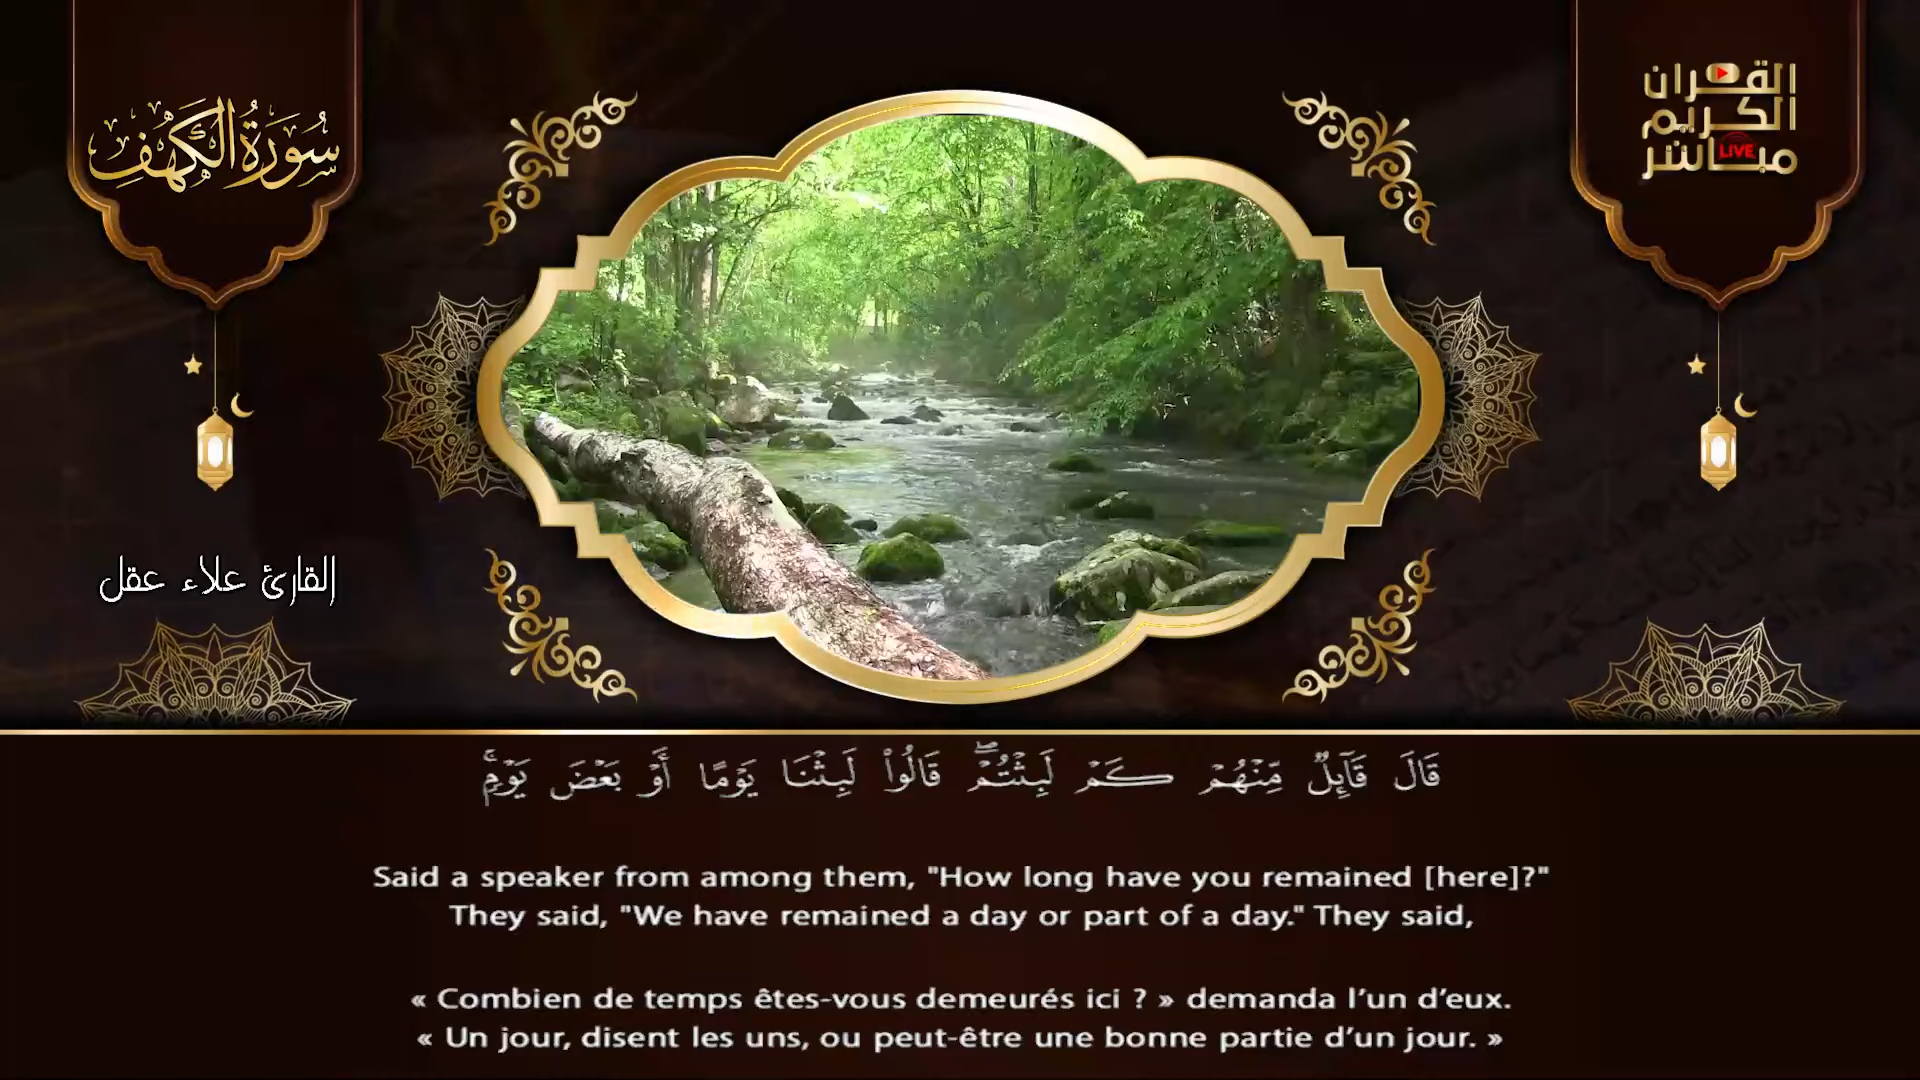 سُورَةُ الكَهْفِ
القرآن
الكريم
مباشر
LIVE
القارئ علاء عقل
قَالَ قَآئِلٌ مِّنْهُمْ كَمْ لَبِثْتُمْ ۖ قَالُوا۟ لَبِثْنَا يَوْمًا أَوْ بَعْضَ يَوْمٍ ۚ
Said a speaker from among them, "How long have you remained [here]?"
They said, "We have remained a day or part of a day." They said,
« Combien de temps êtes-vous demeurés ici ? » demanda l’un d’eux.
« Un jour, disent les uns, ou peut-être une bonne partie d’un jour. »